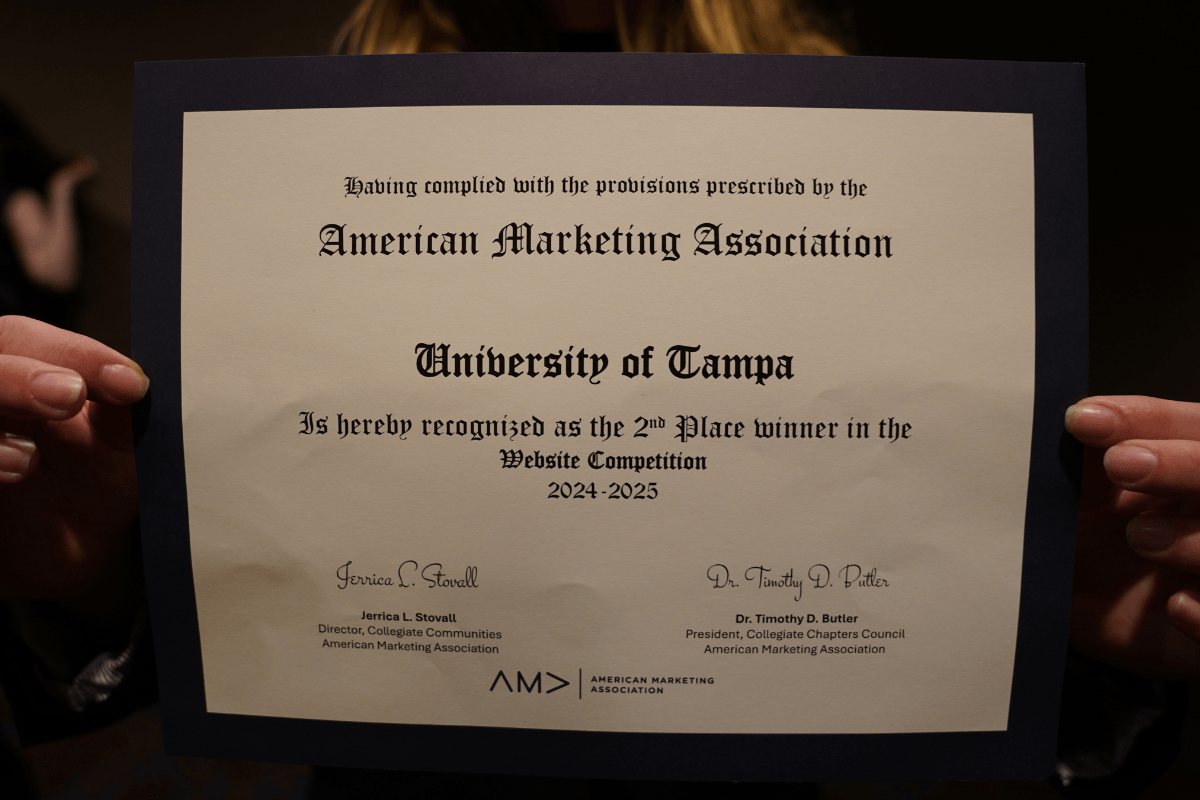 Having complied with the provisions prescribed by the
American Marketing Association
University of Tampa
Is hereby recognized as the 2nd Place winner in the
Website Competition
2024-2025
Jerrica L. Stovall
Dr. Timothy D. Butler
Jerrica L. Stovall
Director, Collegiate Communities
American Marketing Association
Dr. Timothy D. Butler
President, Collegiate Chapters Council
American Marketing Association
AMA
AMERICAN MARKETING
ASSOCIATION